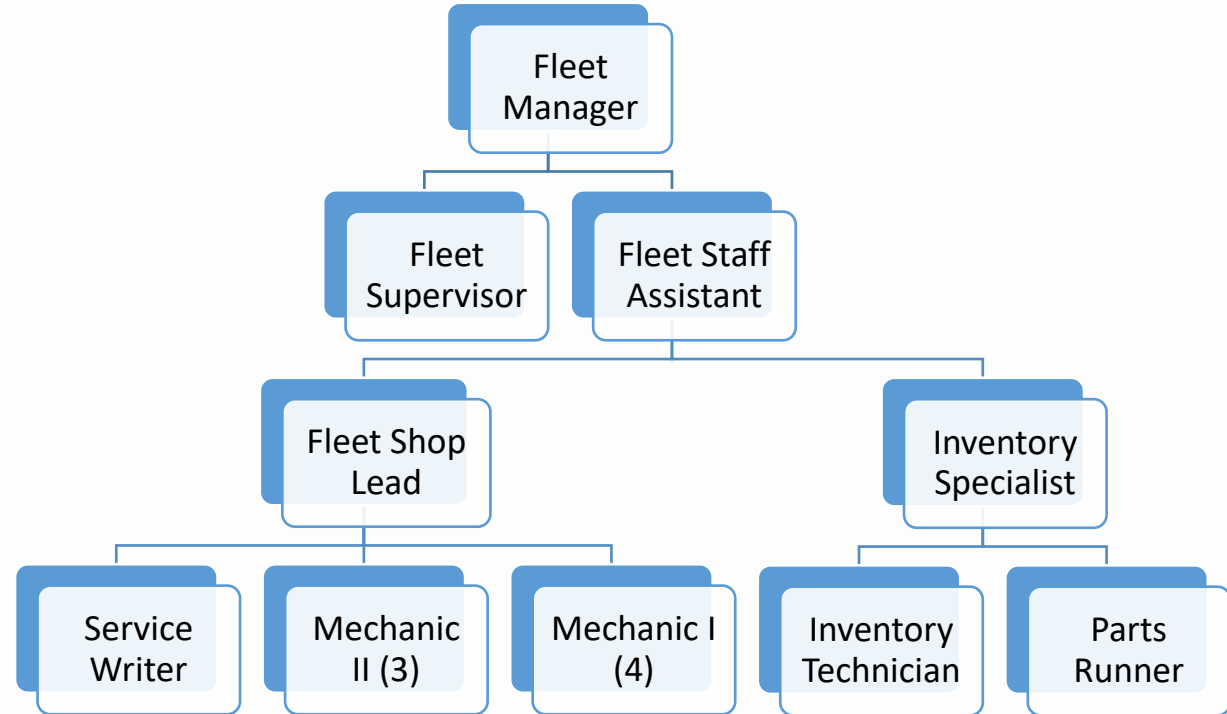 Fleet
Manager
Fleet
Supervisor
Fleet Staff
Assistant
Fleet Shop
Lead
Inventory
Specialist
Service
Writer
Mechanic
II (3)
Mechanic I
(4)
Inventory
Technician
Parts
Runner